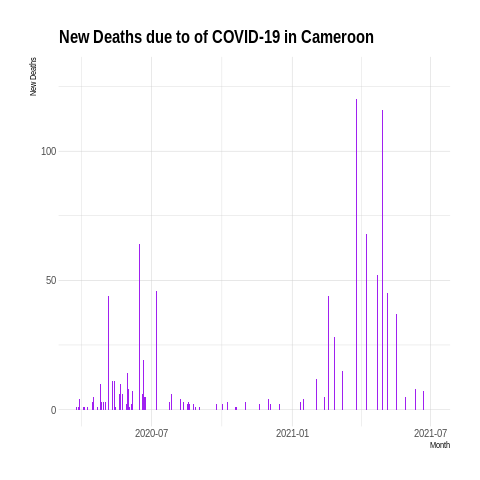 New Deaths due to of COVID-19 in Cameroon
New Deaths
100
50
0
2020-07
2021-01
2021-07
Month